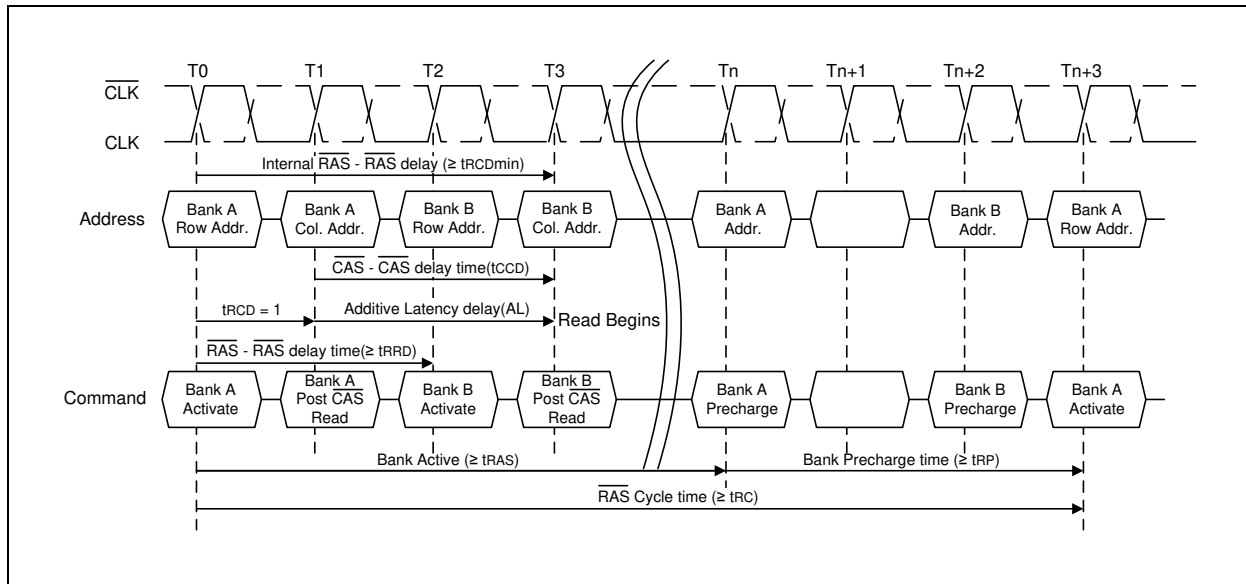 T0 T1 T2 T3 Tn Tn+1 Tn+2 Tn+3
CLK
CLK
Internal RAS - RAS delay (≥ tRCDmin)
Address
Bank A Row Addr.
Bank A Col. Addr.
Bank B Row Addr.
Bank B Col. Addr.
Bank A Addr.
Bank B Addr.
Bank A Row Addr.
CAS - CAS delay time(tCCD)
tRCD = 1
Additive Latency delay(AL)
Read Begins
RAS - RAS delay time(≥ tRRD)
Command
Bank A Activate
Bank A Post CAS Read
Bank B Activate
Bank B Post CAS Read
Bank A Precharge
Bank B Precharge
Bank A Activate
Bank Active (≥ tRAS)
Bank Precharge time (≥ tRP)
RAS Cycle time (≥ tRC)